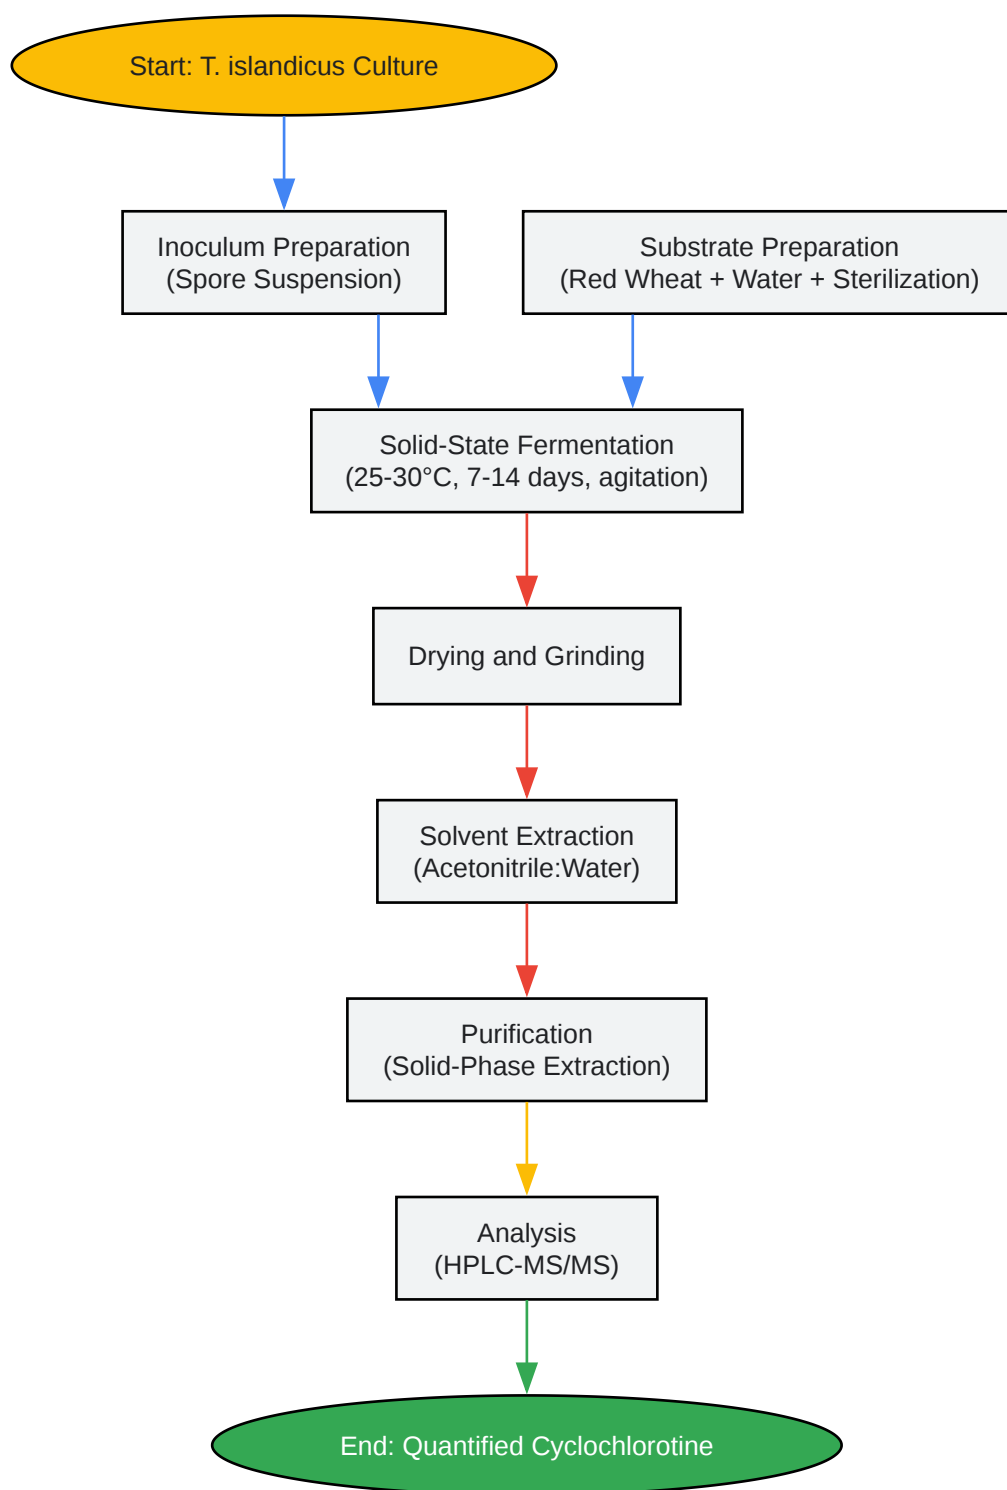 Start: T. islandicus Culture
Inoculum Preparation
(Spore Suspension)
Substrate Preparation
(Red Wheat + Water + Sterilization)
Solid-State Fermentation
(25-30°C, 7-14 days, agitation)
Drying and Grinding
Solvent Extraction
(Acetonitrile:Water)
Purification
(Solid-Phase Extraction)
Analysis
(HPLC-MS/MS)
End: Quantified Cyclochlorotine